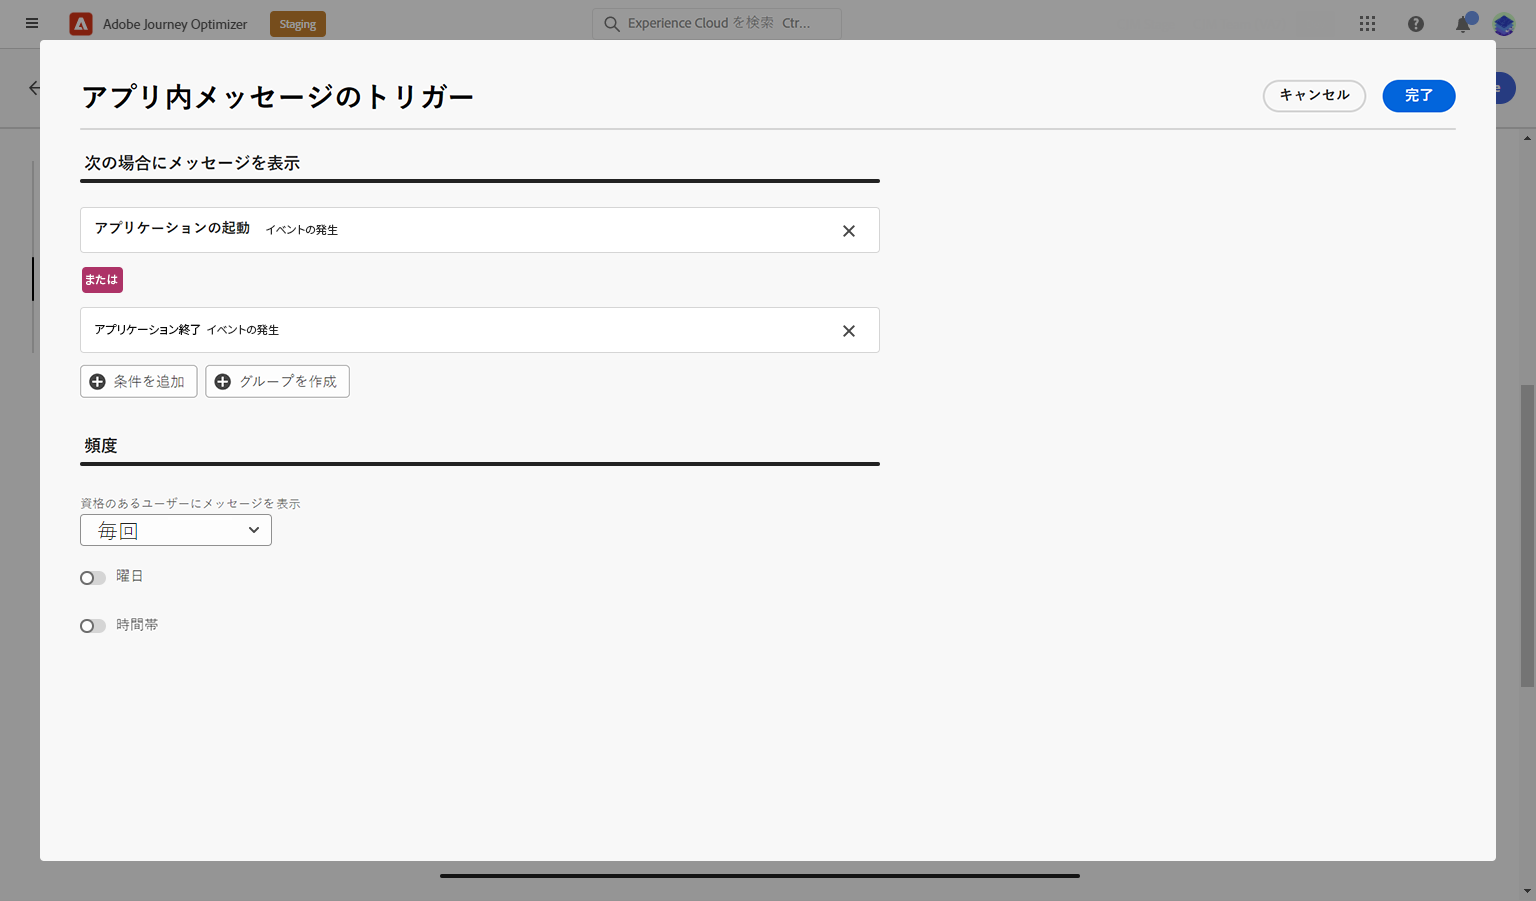 Adobe Journey Optimizer Staging Experience Cloud を検索 Ctr...
アプリ内メッセージのトリガー キャンセル 完了 e
次の場合にメッセージを表示
アプリケーションの起動 イベントの発生
または
アプリケーション終了 イベントの発生
条件を追加 グループを作成
頻度
資格のあるユーザーにメッセージを表示
毎回
曜日
時間帯